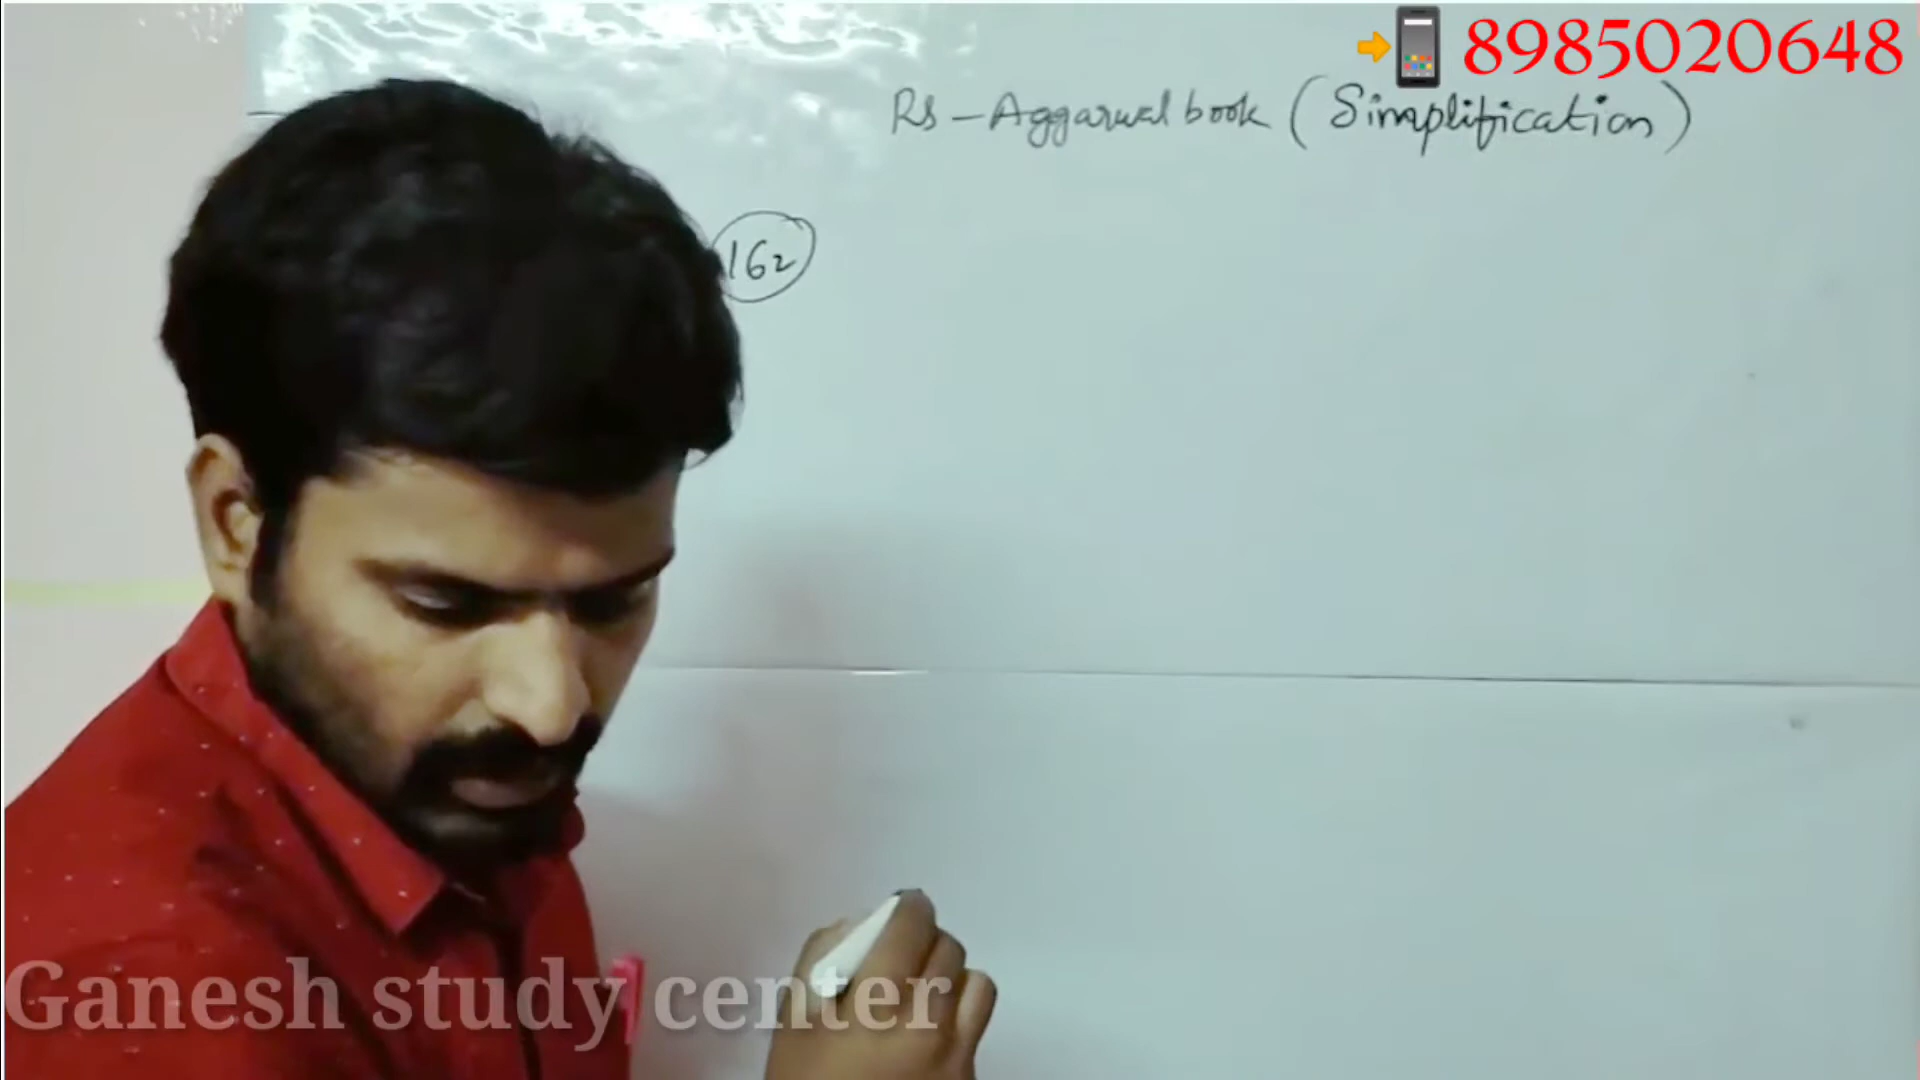 8985020648
Rs - Aggarwal book (Simplification)
162
Ganesh study center